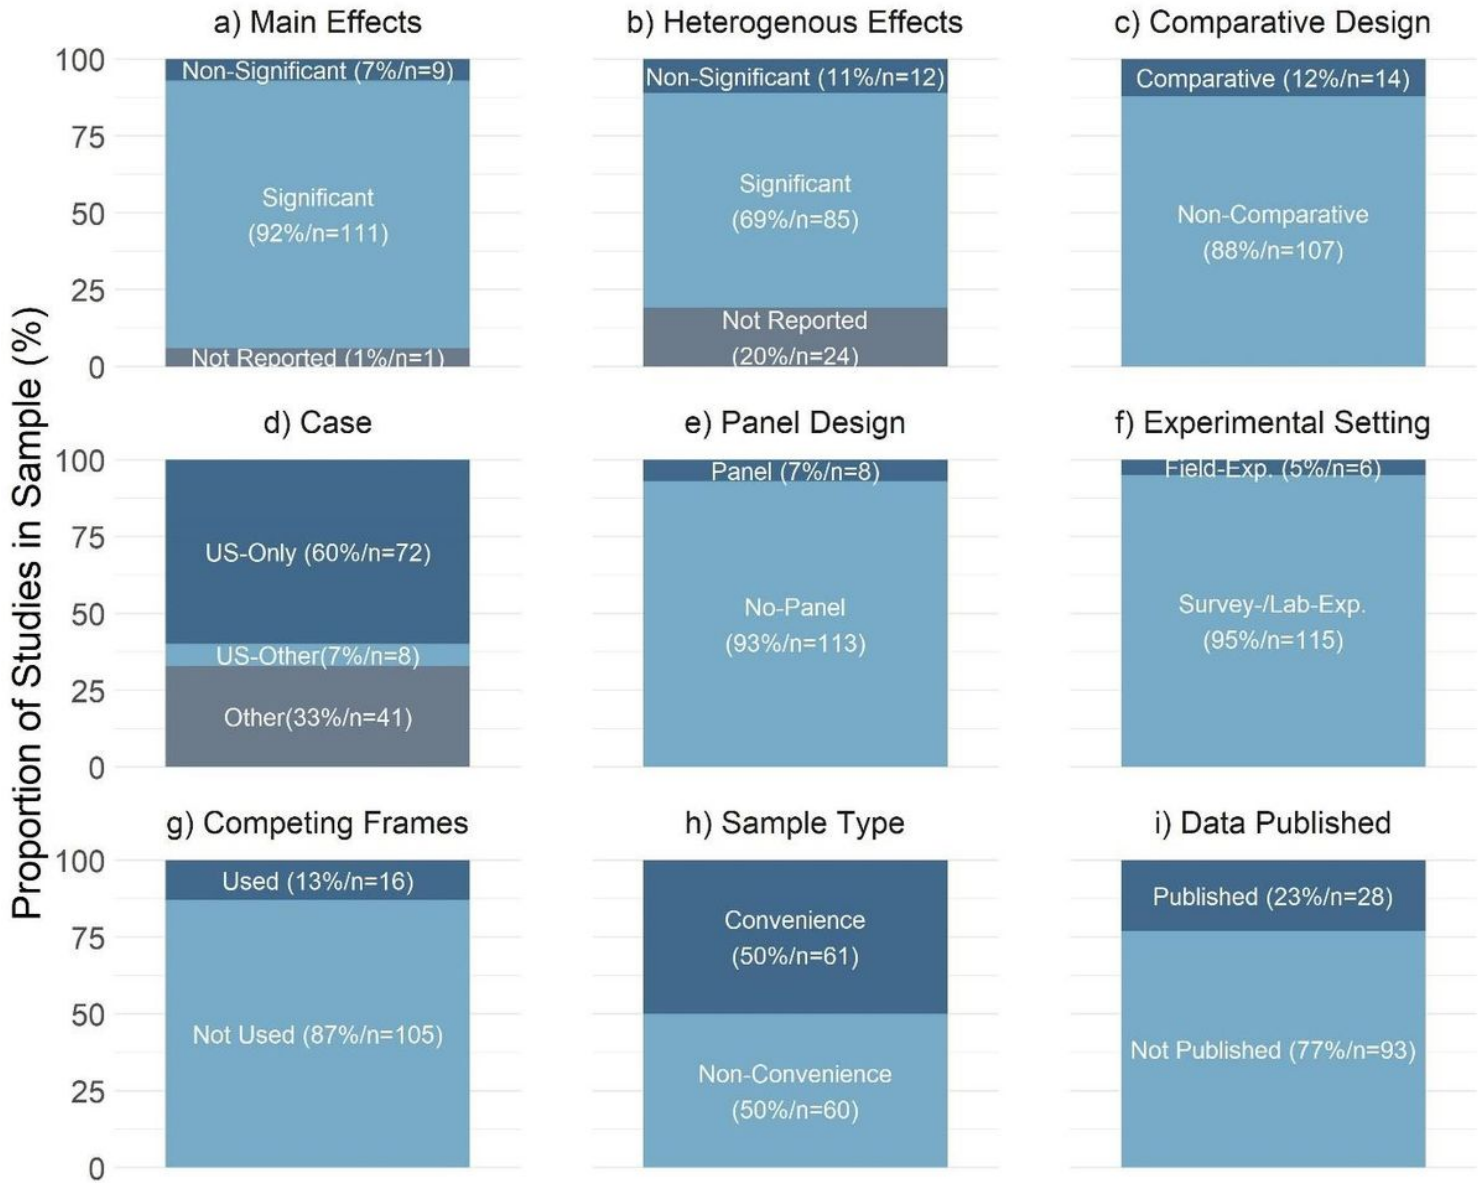 a) Main Effects
b) Heterogenous Effects
c) Comparative Design
100
75
50
25
0
Non-Significant (7%/n=9)
Significant
(92%/n=111)
Not Reported (1%/n=1)
Non-Significant (11%/n=12)
Significant
(69%/n=85)
Not Reported
(20%/n=24)
Comparative (12%/n=14)
Non-Comparative
(88%/n=107)
Proportion of Studies in Sample (%)
d) Case
e) Panel Design
f) Experimental Setting
100
75
50
25
0
US-Only (60%/n=72)
US-Other(7%/n=8)
Other(33%/n=41)
Panel (7%/n=8)
No-Panel
(93%/n=113)
Field-Exp. (5%/n=6)
Survey-/Lab-Exp.
(95%/n=115)
g) Competing Frames
h) Sample Type
i) Data Published
100
75
50
25
0
Used (13%/n=16)
Not Used (87%/n=105)
Convenience
(50%/n=61)
Non-Convenience
(50%/n=60)
Published (23%/n=28)
Not Published (77%/n=93)